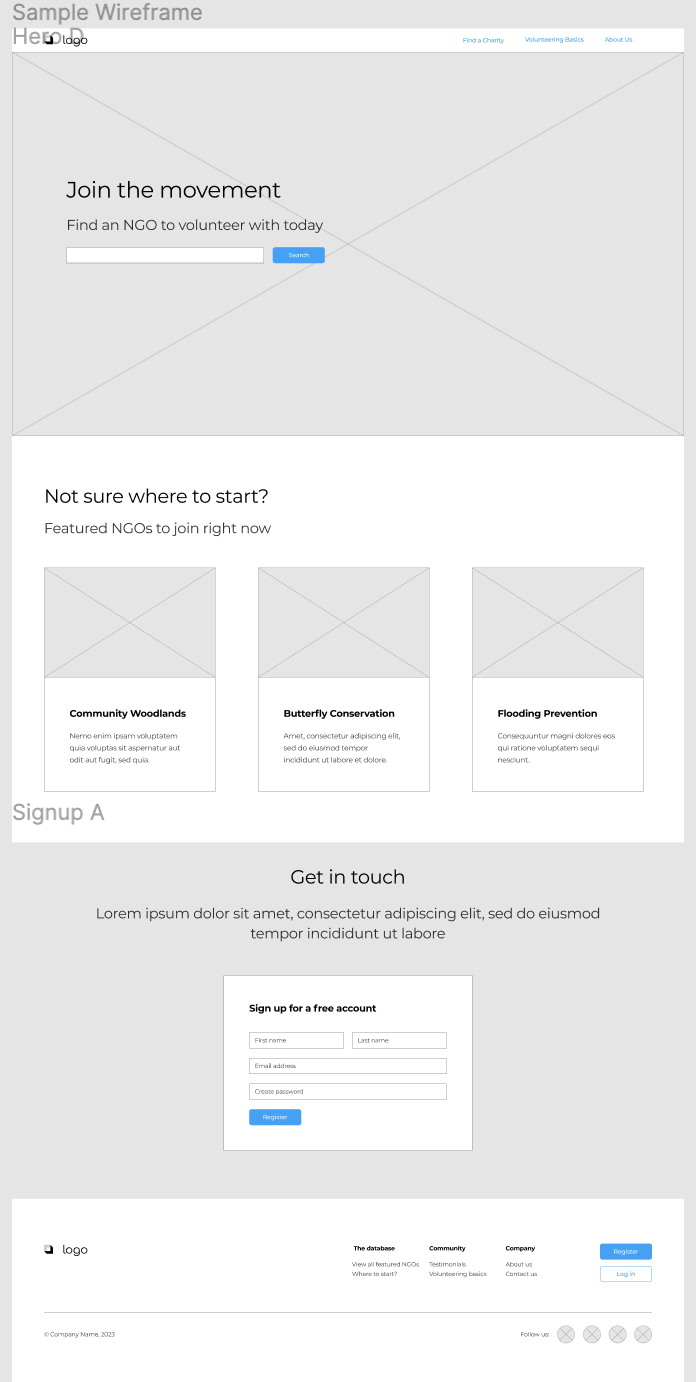 Sample Wireframe
Hero D
logo
Find a Charity
Volunteering Basics
About Us
Join the movement
Find an NGO to volunteer with today
Search
Not sure where to start?
Featured NGOs to join right now
Community Woodlands
Nemo enim ipsam voluptatem
quia voluptas sit aspernatur aut
odit aut fugit, sed quia.
Butterfly Conservation
Amet, consectetur adipiscing elit,
sed do eiusmod tempor
incididunt ut labore et dolore.
Flooding Prevention
Consequuntur magni dolores eos
qui ratione voluptatem sequi
nesciunt.
Signup A
Get in touch
Lorem ipsum dolor sit amet, consectetur adipiscing elit, sed do eiusmod
tempor incididunt ut labore
Sign up for a free account
First name
Last name
Email address
Create password
Register
logo
The database
View all featured NGOs
Where to start?
Community
Testimonials
Volunteering basics
Company
About us
Contact us
Register
Log in
© Company Name, 2023
Follow us: